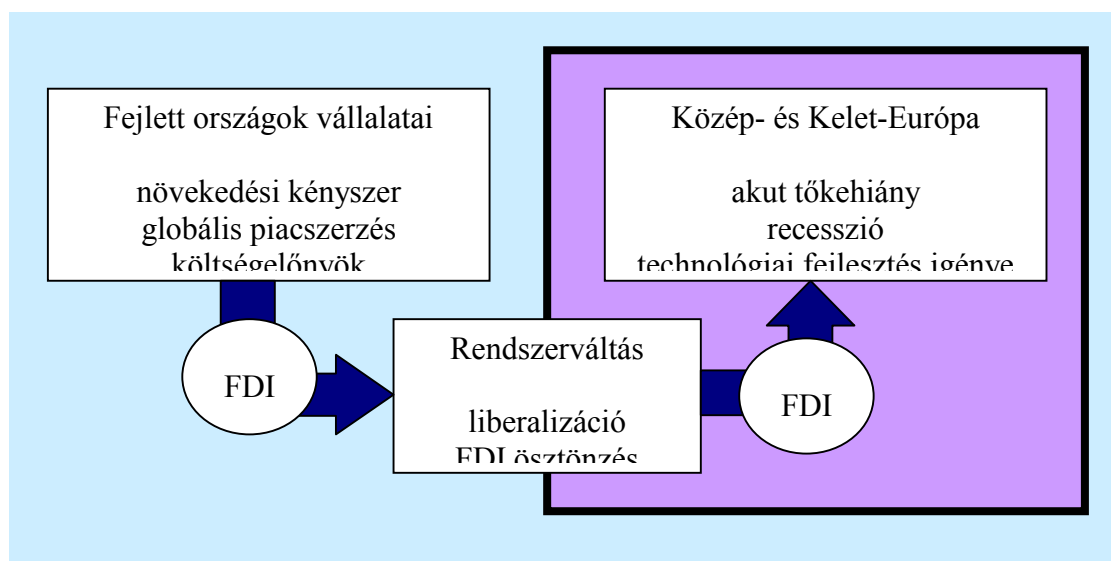 Fejlett országok vállalatai
növekedési kényszer
globális piacszerzés
költségelőnyök
Közép- és Kelet-Európa
akut tőkehiány
recesszió
technológiai fejlesztés igénye
FDI
Rendszerváltás
liberalizáció
FDI ösztönzés
FDI